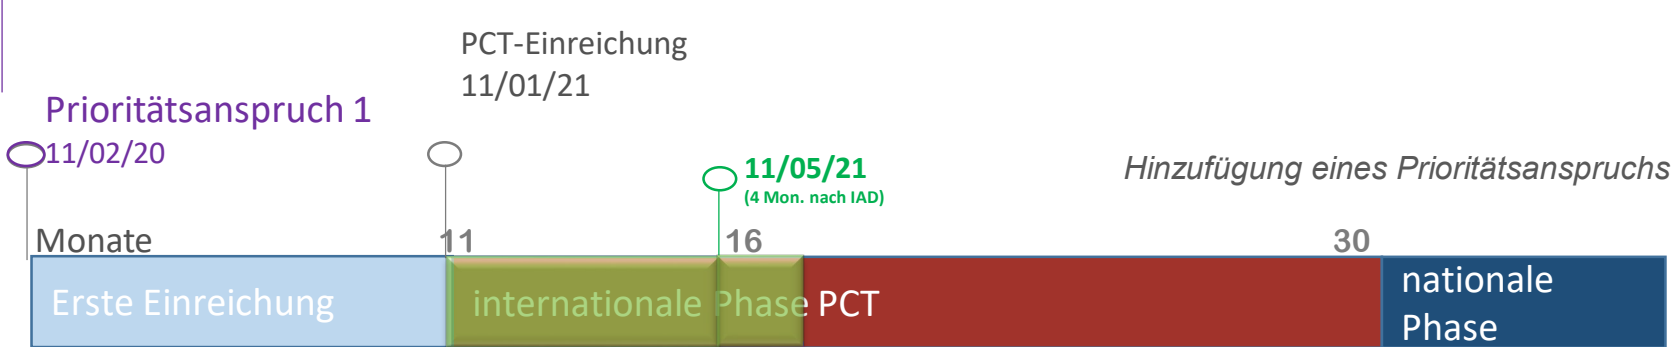 PCT-Einreichung
11/01/21
Prioritätsanspruch 1
11/02/20
11/05/21
(4 Mon. nach IAD)
Hinzufügung eines Prioritätsanspruchs
Monate
11
16
30
Erste Einreichung
internationale Phase PCT
nationale
Phase